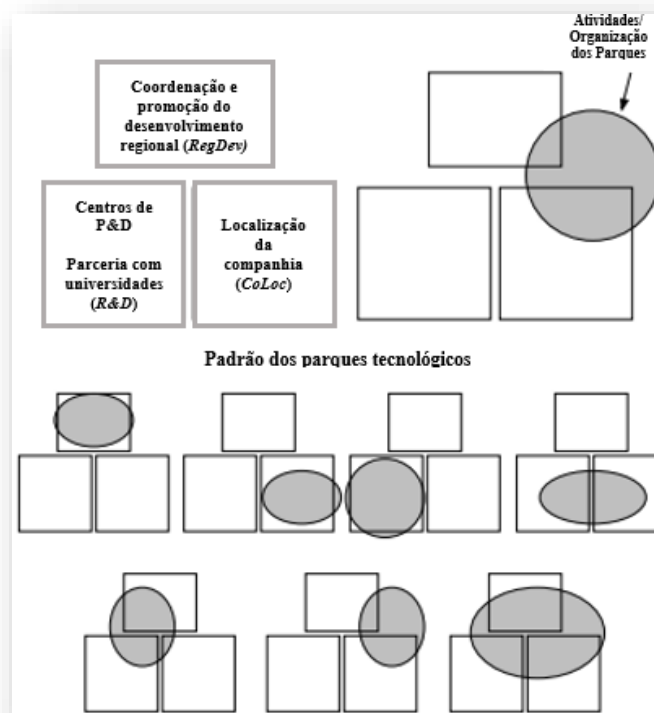 Atividades/
Organização
dos Parques
Coordenação e
promoção do
desenvolvimento
regional (RegDev)
Centros de
P&D
Parceria com
universidades
(R&D)
Localização
da
companhia
(CoLoc)
Padrão dos parques tecnológicos